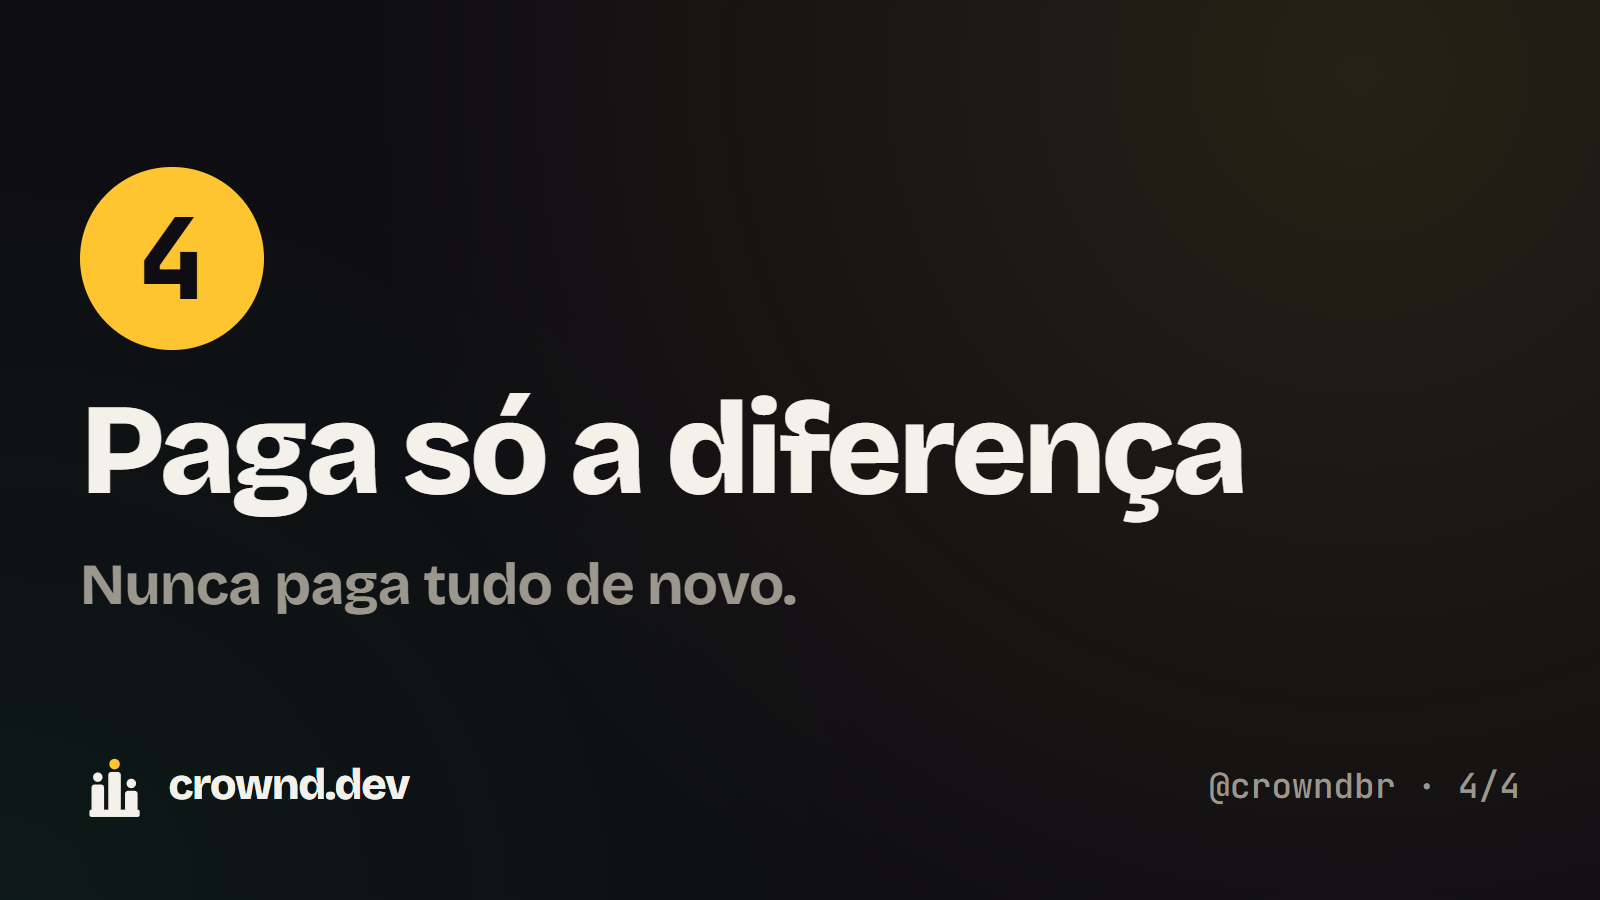 4
Paga só a diferença
Nunca paga tudo de novo.
crownd.dev
@crowndbr · 4/4